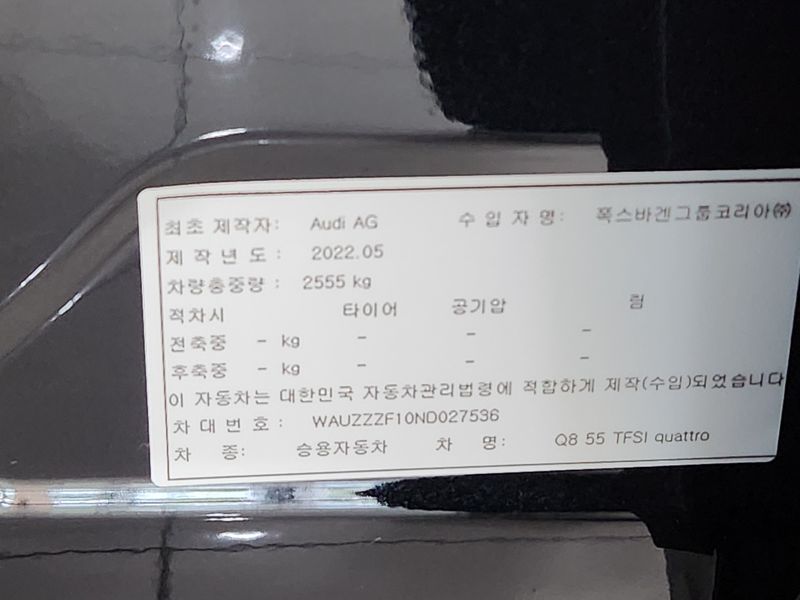 최초 제작자: Audi AG 수 입 자 명: 폭스바겐그룹코리아㈜
제 작 년 도 : 2022.05
차량총중량 : 2555 kg
적차시 타이어 공기압 림
전축중 - kg - - -
후축중 - kg - - -
이 자동차는 대한민국 자동차관리법령에 적합하게 제작(수입)되었습니다
차 대 번 호 : WAUZZZF10ND027536
차 종: 승용자동차 차 명: Q8 55 TFSI quattro